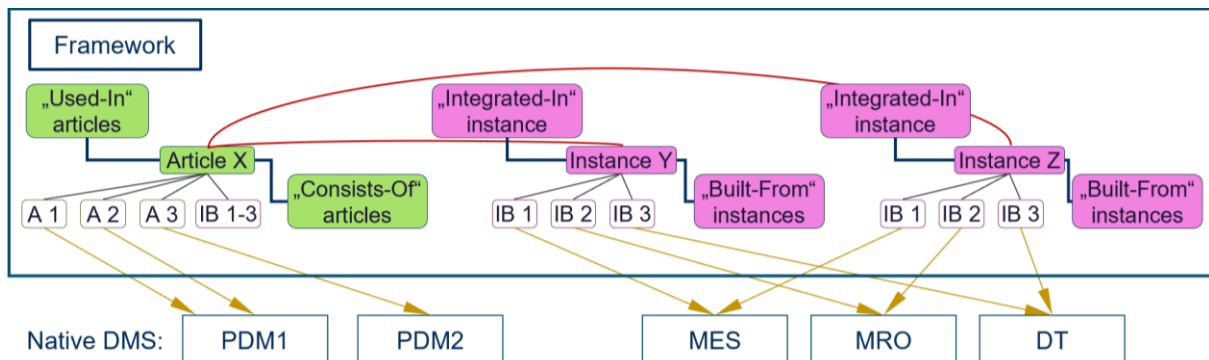 Framework
„Used-In“
articles
„Integrated-In“
instance
„Integrated-In“
instance
Article X
Instance Y
Instance Z
„Consists-Of“
articles
„Built-From“
instances
„Built-From“
instances
A 1
A 2
A 3
IB 1-3
IB 1
IB 2
IB 3
IB 1
IB 2
IB 3
Native DMS:
PDM1
PDM2
MES
MRO
DT